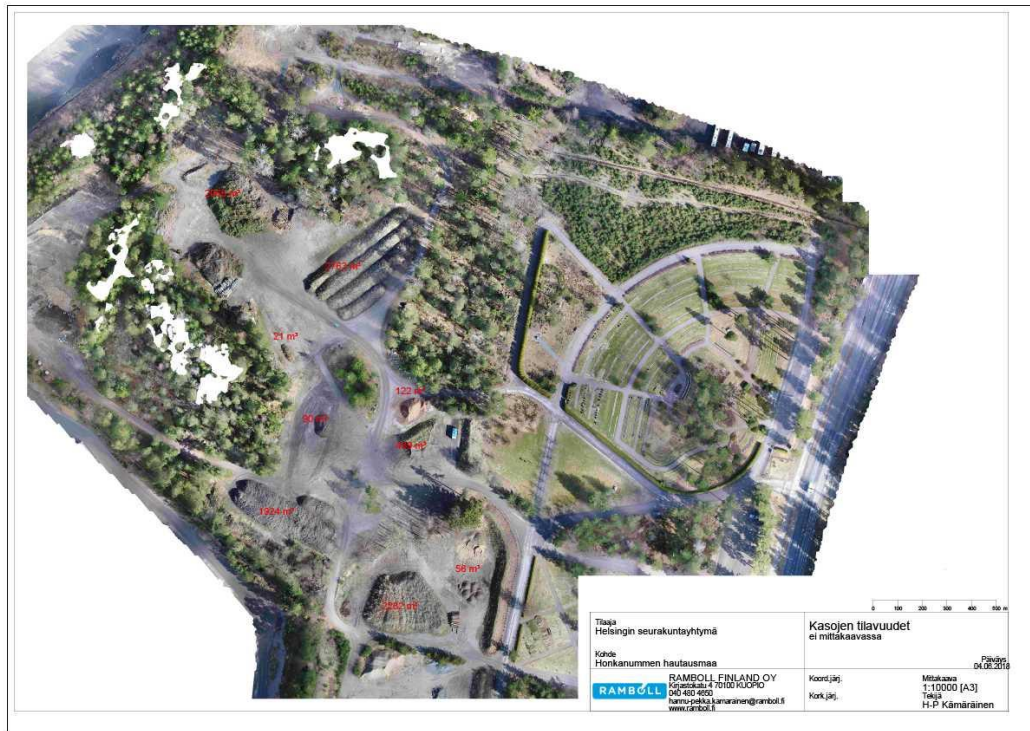 21 m³
122 m³
1924 m³
56 m³
2282 m³
0 100 200 300 400 500 m
Tilaaja
Helsingin seurakuntayhtymä
Kohde
Honkanummen hautausmaa
Kasojen tilavuudet
ei mittakaavassa
Päiväys
04.06.2018
RAMBOLL
RAMBOLL FINLAND OY
Kirjastokatu 4 70100 KUOPIO
040 480 4650
hannu-pekka.kamarainen@ramboll.fi
www.ramboll.fi
Koord.järj.
Kork.järj.
Mittakaava
1:10000 [A3]
Tekijä
H-P Kämäräinen